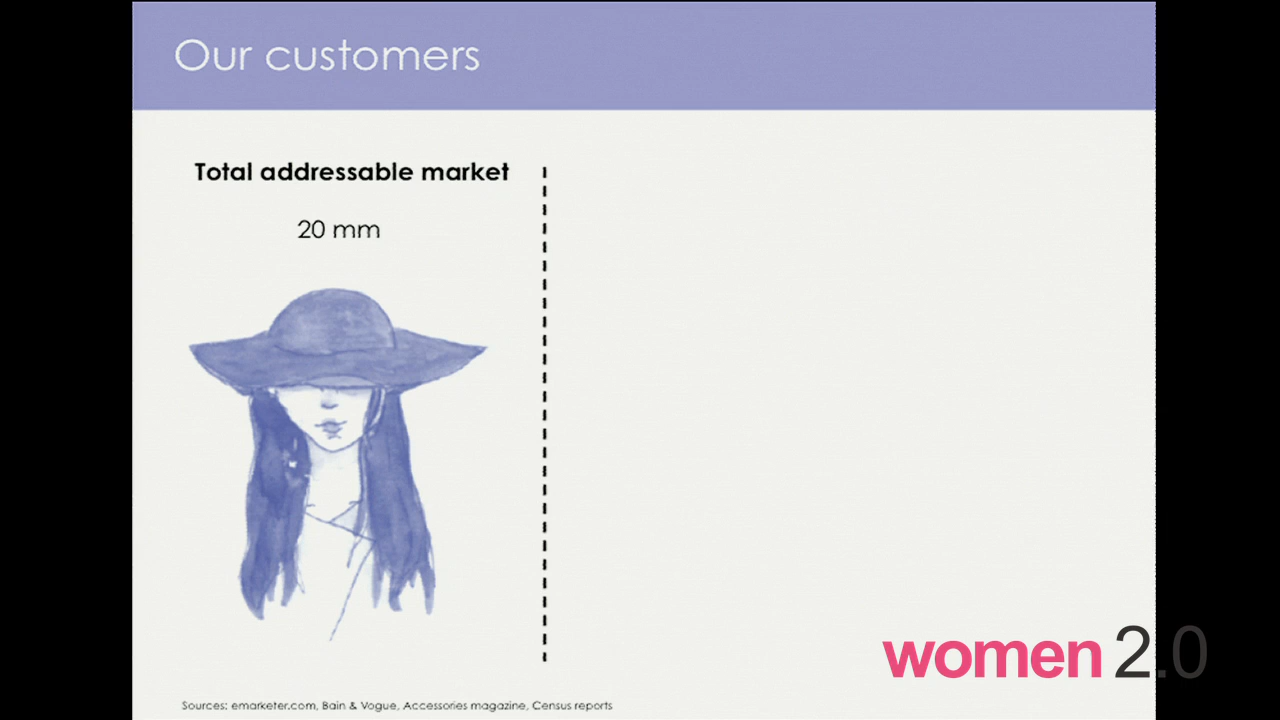 Our customers
Total addressable market
20 mm
women 2.0
Sources: emarketer.com, Bain & Vogue, Accessories magazine, Census reports